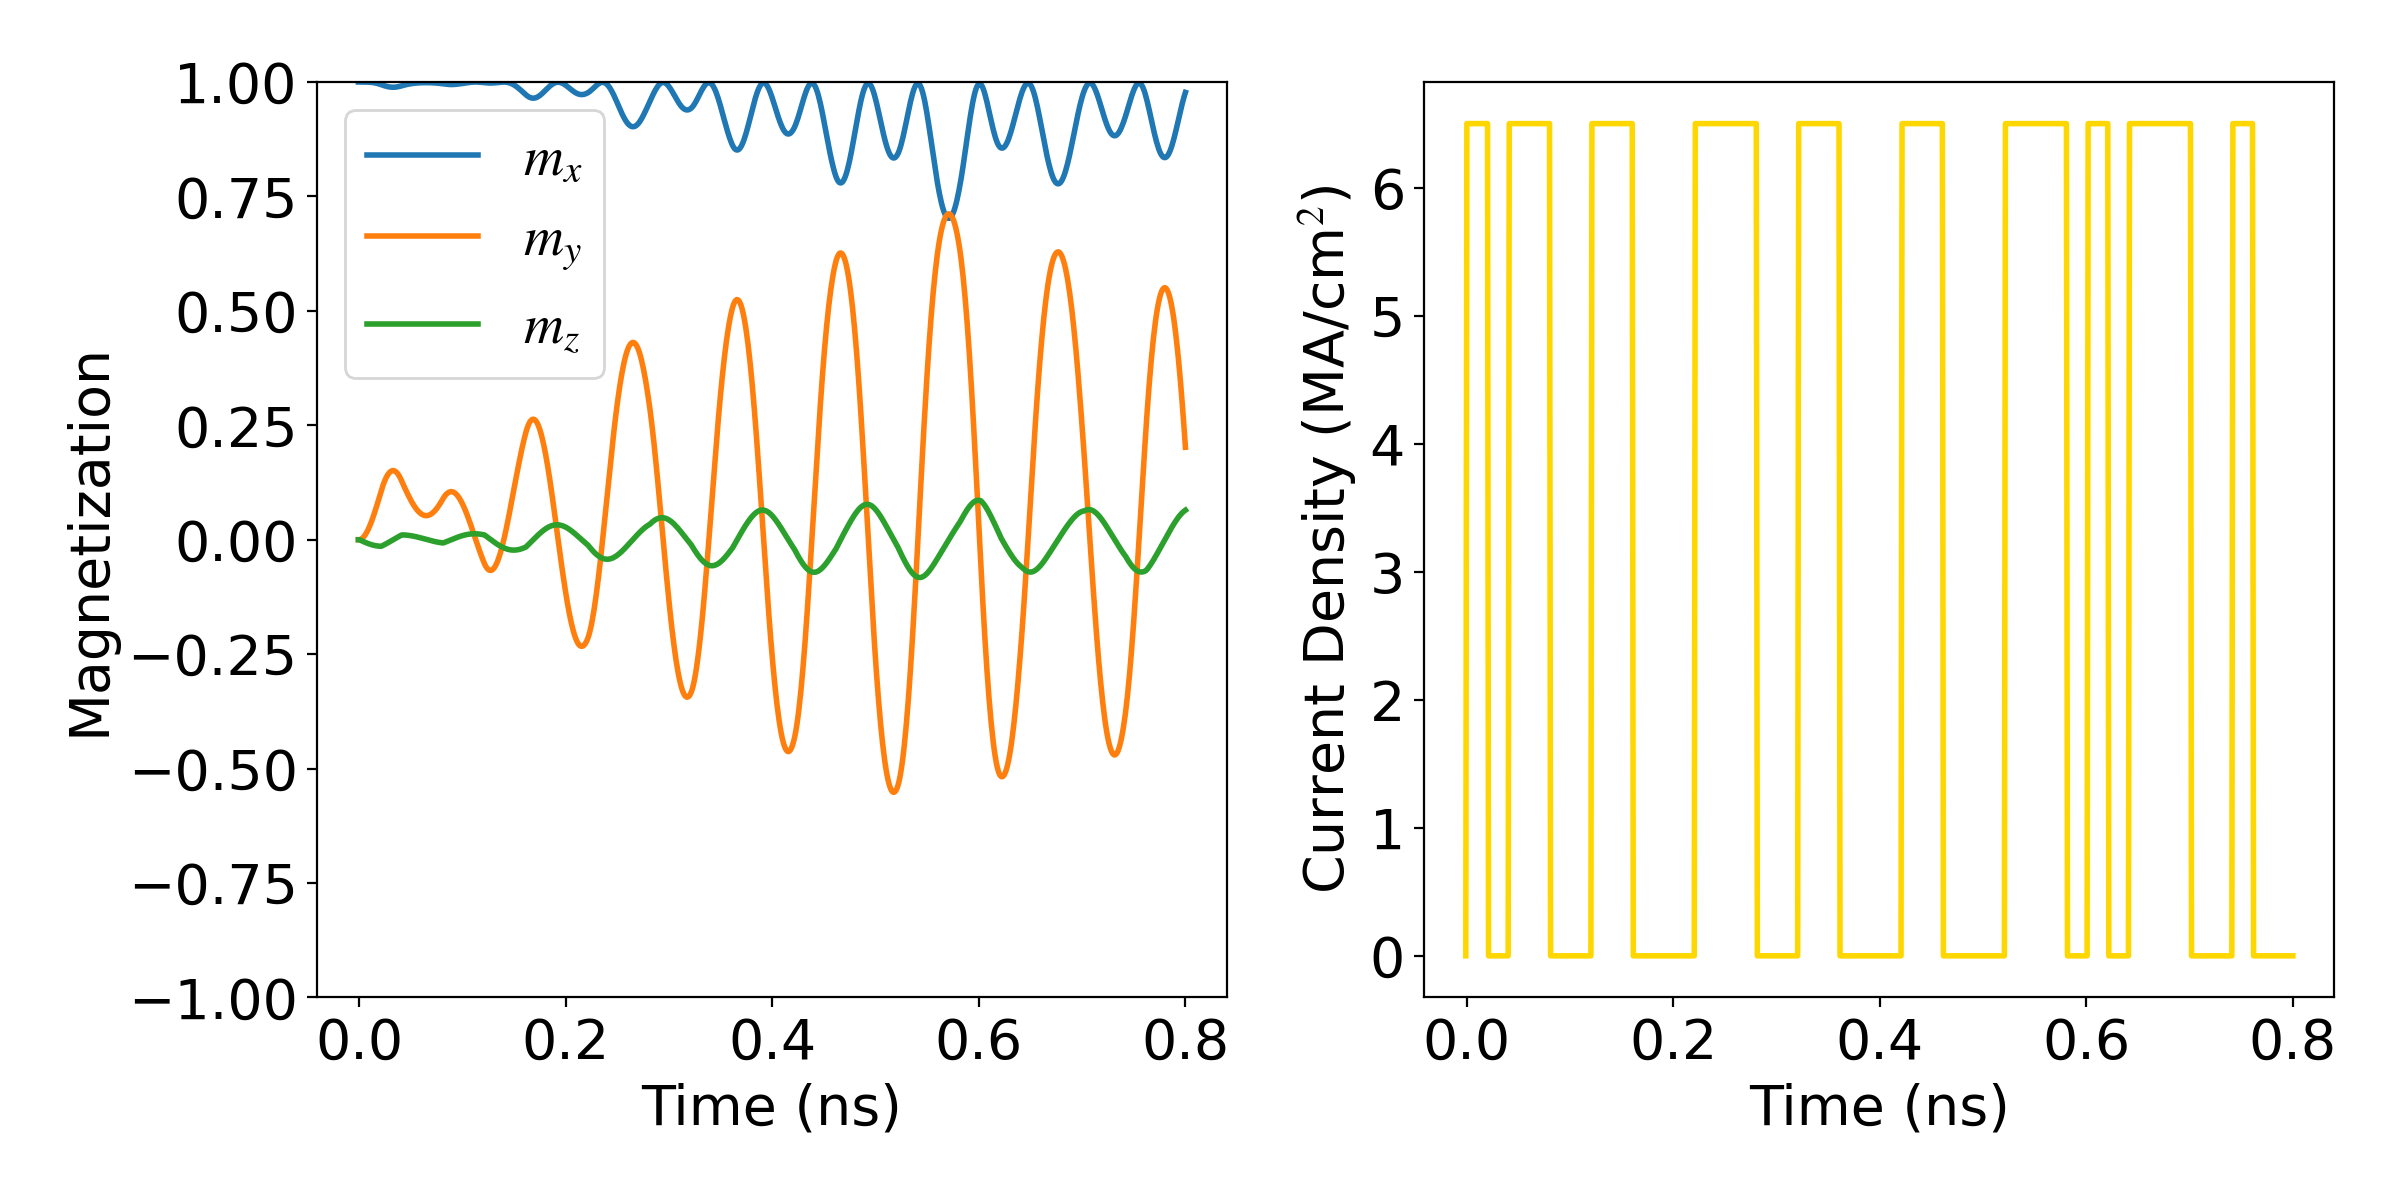 Magnetization
1.00
0.75
0.50
0.25
0.00
−0.25
−0.50
−0.75
−1.00
m_x
m_y
m_z
0.0 0.2 0.4 0.6 0.8
Time (ns)
Current Density (MA/cm²)
6
5
4
3
2
1
0
0.0 0.2 0.4 0.6 0.8
Time (ns)